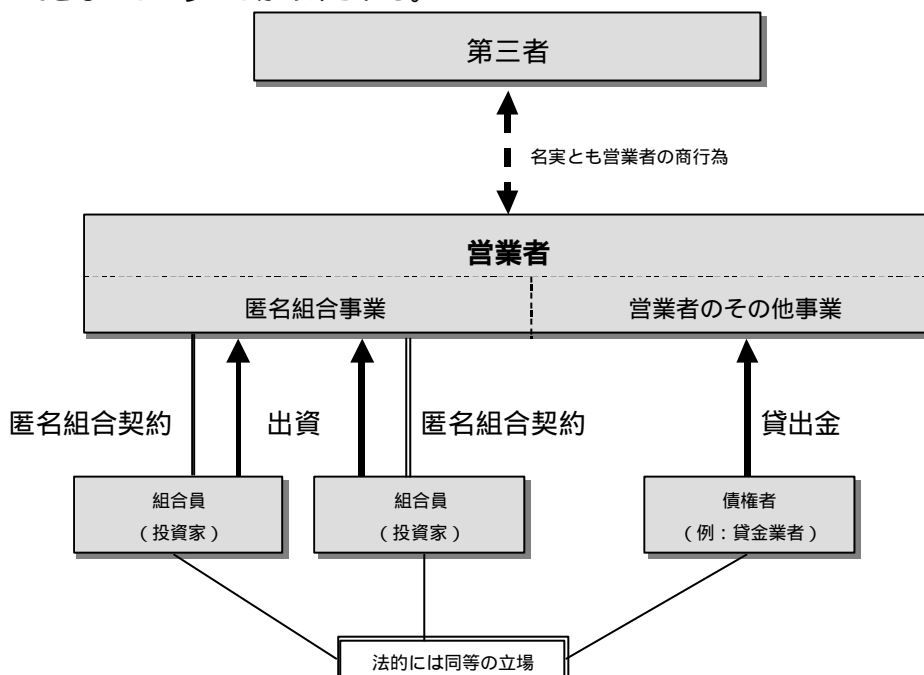 第三者
名実とも営業者の商行為
営業者
匿名組合事業
営業者のその他事業
匿名組合契約
出資
匿名組合契約
貸出金
組合員
（投資家）
組合員
（投資家）
債権者
（例：貸金業者）
法的には同等の立場